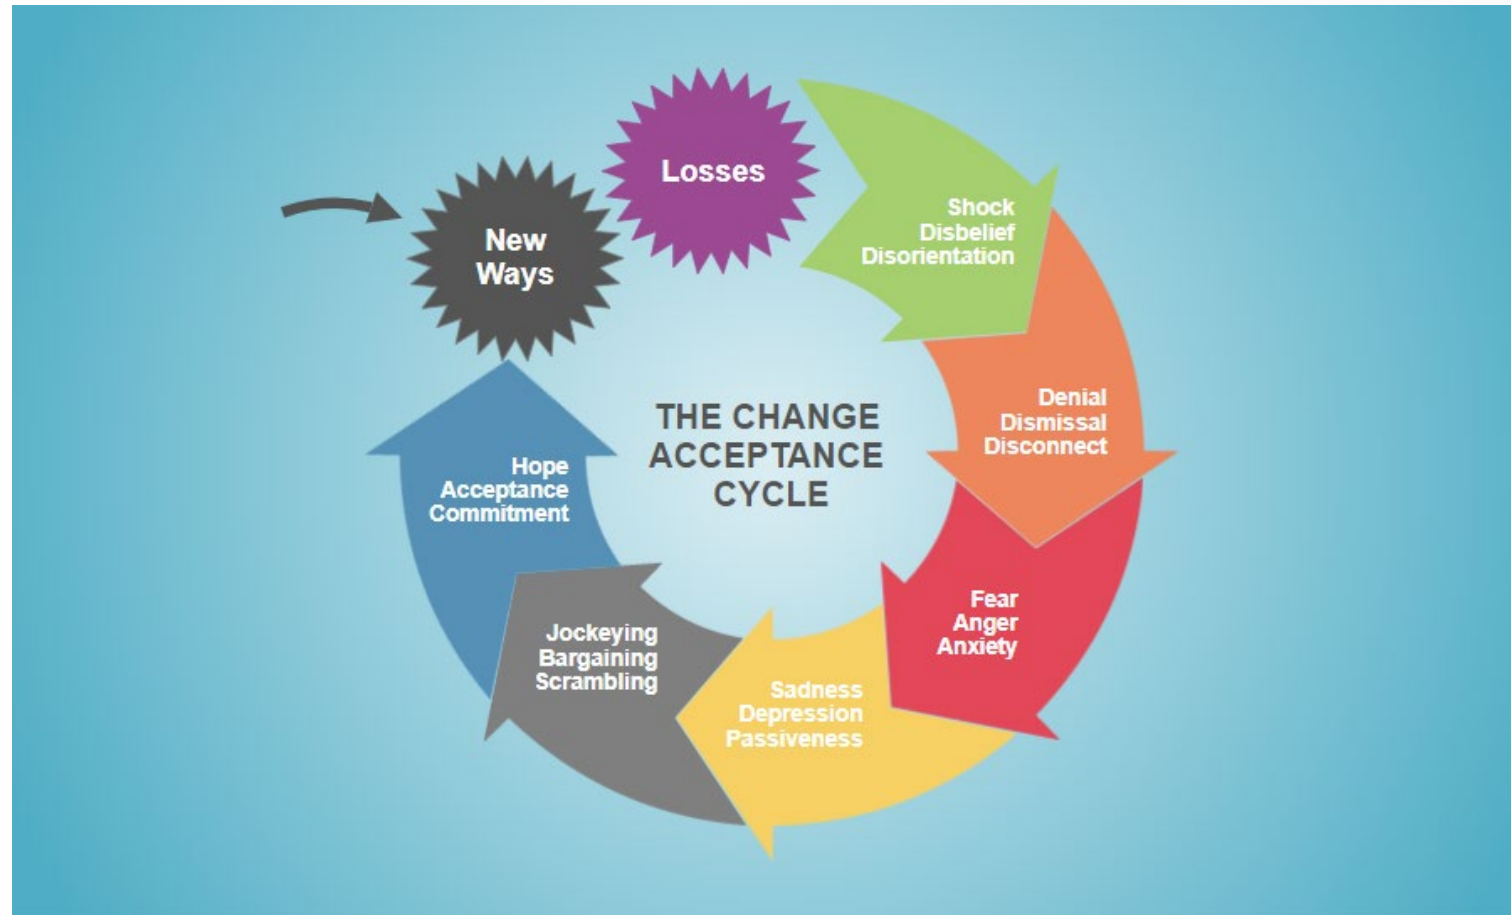 Losses
New
Ways
Shock
Disbelief
Disorientation
Denial
Dismissal
Disconnect
THE CHANGE
ACCEPTANCE
CYCLE
Hope
Acceptance
Commitment
Fear
Anger
Anxiety
Jockeying
Bargaining
Scrambling
Sadness
Depression
Passiveness